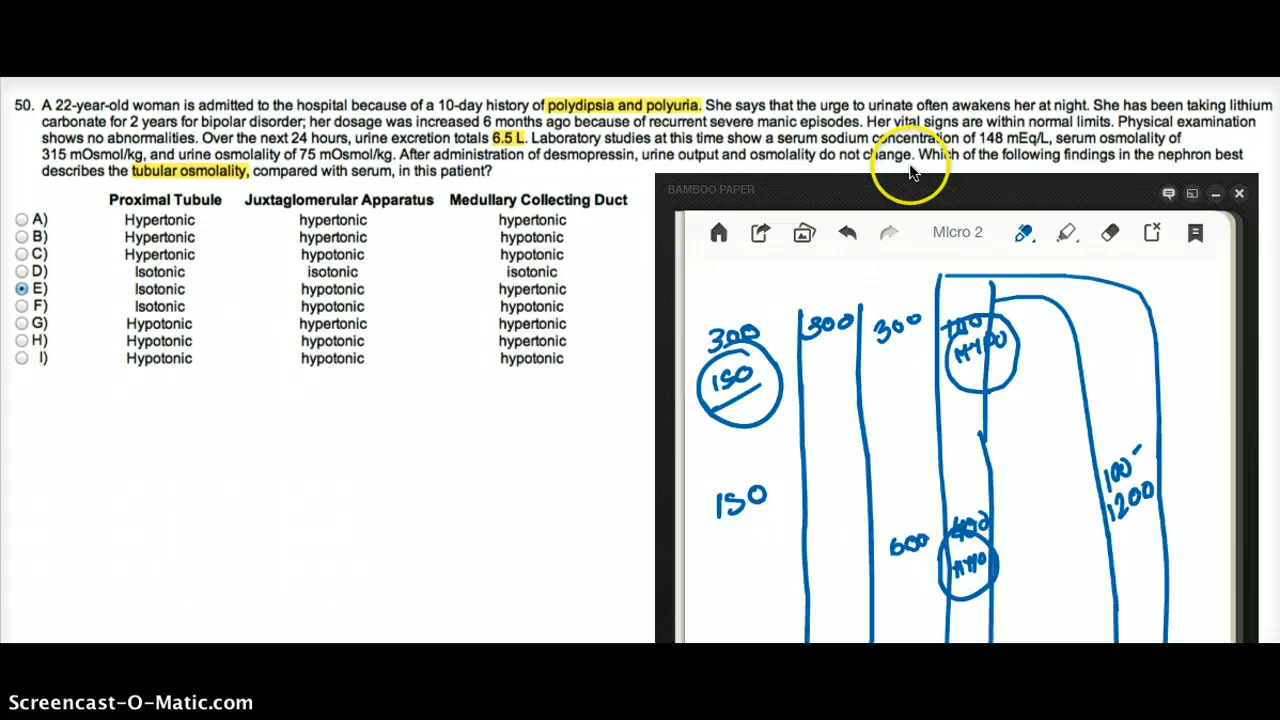 50. A 22-year-old woman is admitted to the hospital because of a 10-day history of polydipsia and polyuria. She says that the urge to urinate often awakens her at night. She has been taking lithium
carbonate for 2 years for bipolar disorder; her dosage was increased 6 months ago because of recurrent severe manic episodes. Her vital signs are within normal limits. Physical examination
shows no abnormalities. Over the next 24 hours, urine excretion totals 6.5 L. Laboratory studies at this time show a serum sodium concentration of 148 mEq/L, serum osmolality of
315 mOsmol/kg, and urine osmolality of 75 mOsmol/kg. After administration of desmopressin, urine output and osmolality do not change. Which of the following findings in the nephron best
describes the tubular osmolality, compared with serum, in this patient?
Proximal Tubule Juxtaglomerular Apparatus Medullary Collecting Duct
A) Hypertonic hypertonic hypertonic
B) Hypertonic hypertonic hypotonic
C) Hypertonic hypotonic hypotonic
D) Isotonic isotonic isotonic
E) Isotonic hypotonic hypertonic
F) Isotonic hypotonic hypotonic
G) Hypotonic hypertonic hypertonic
H) Hypotonic hypotonic hypertonic
I) Hypotonic hypotonic hypotonic
BAMBOO PAPER
Micro 2
300 300 300 100
ISO HYPO
ISO
100-
1200
600 400
HYPO
Screencast-O-Matic.com